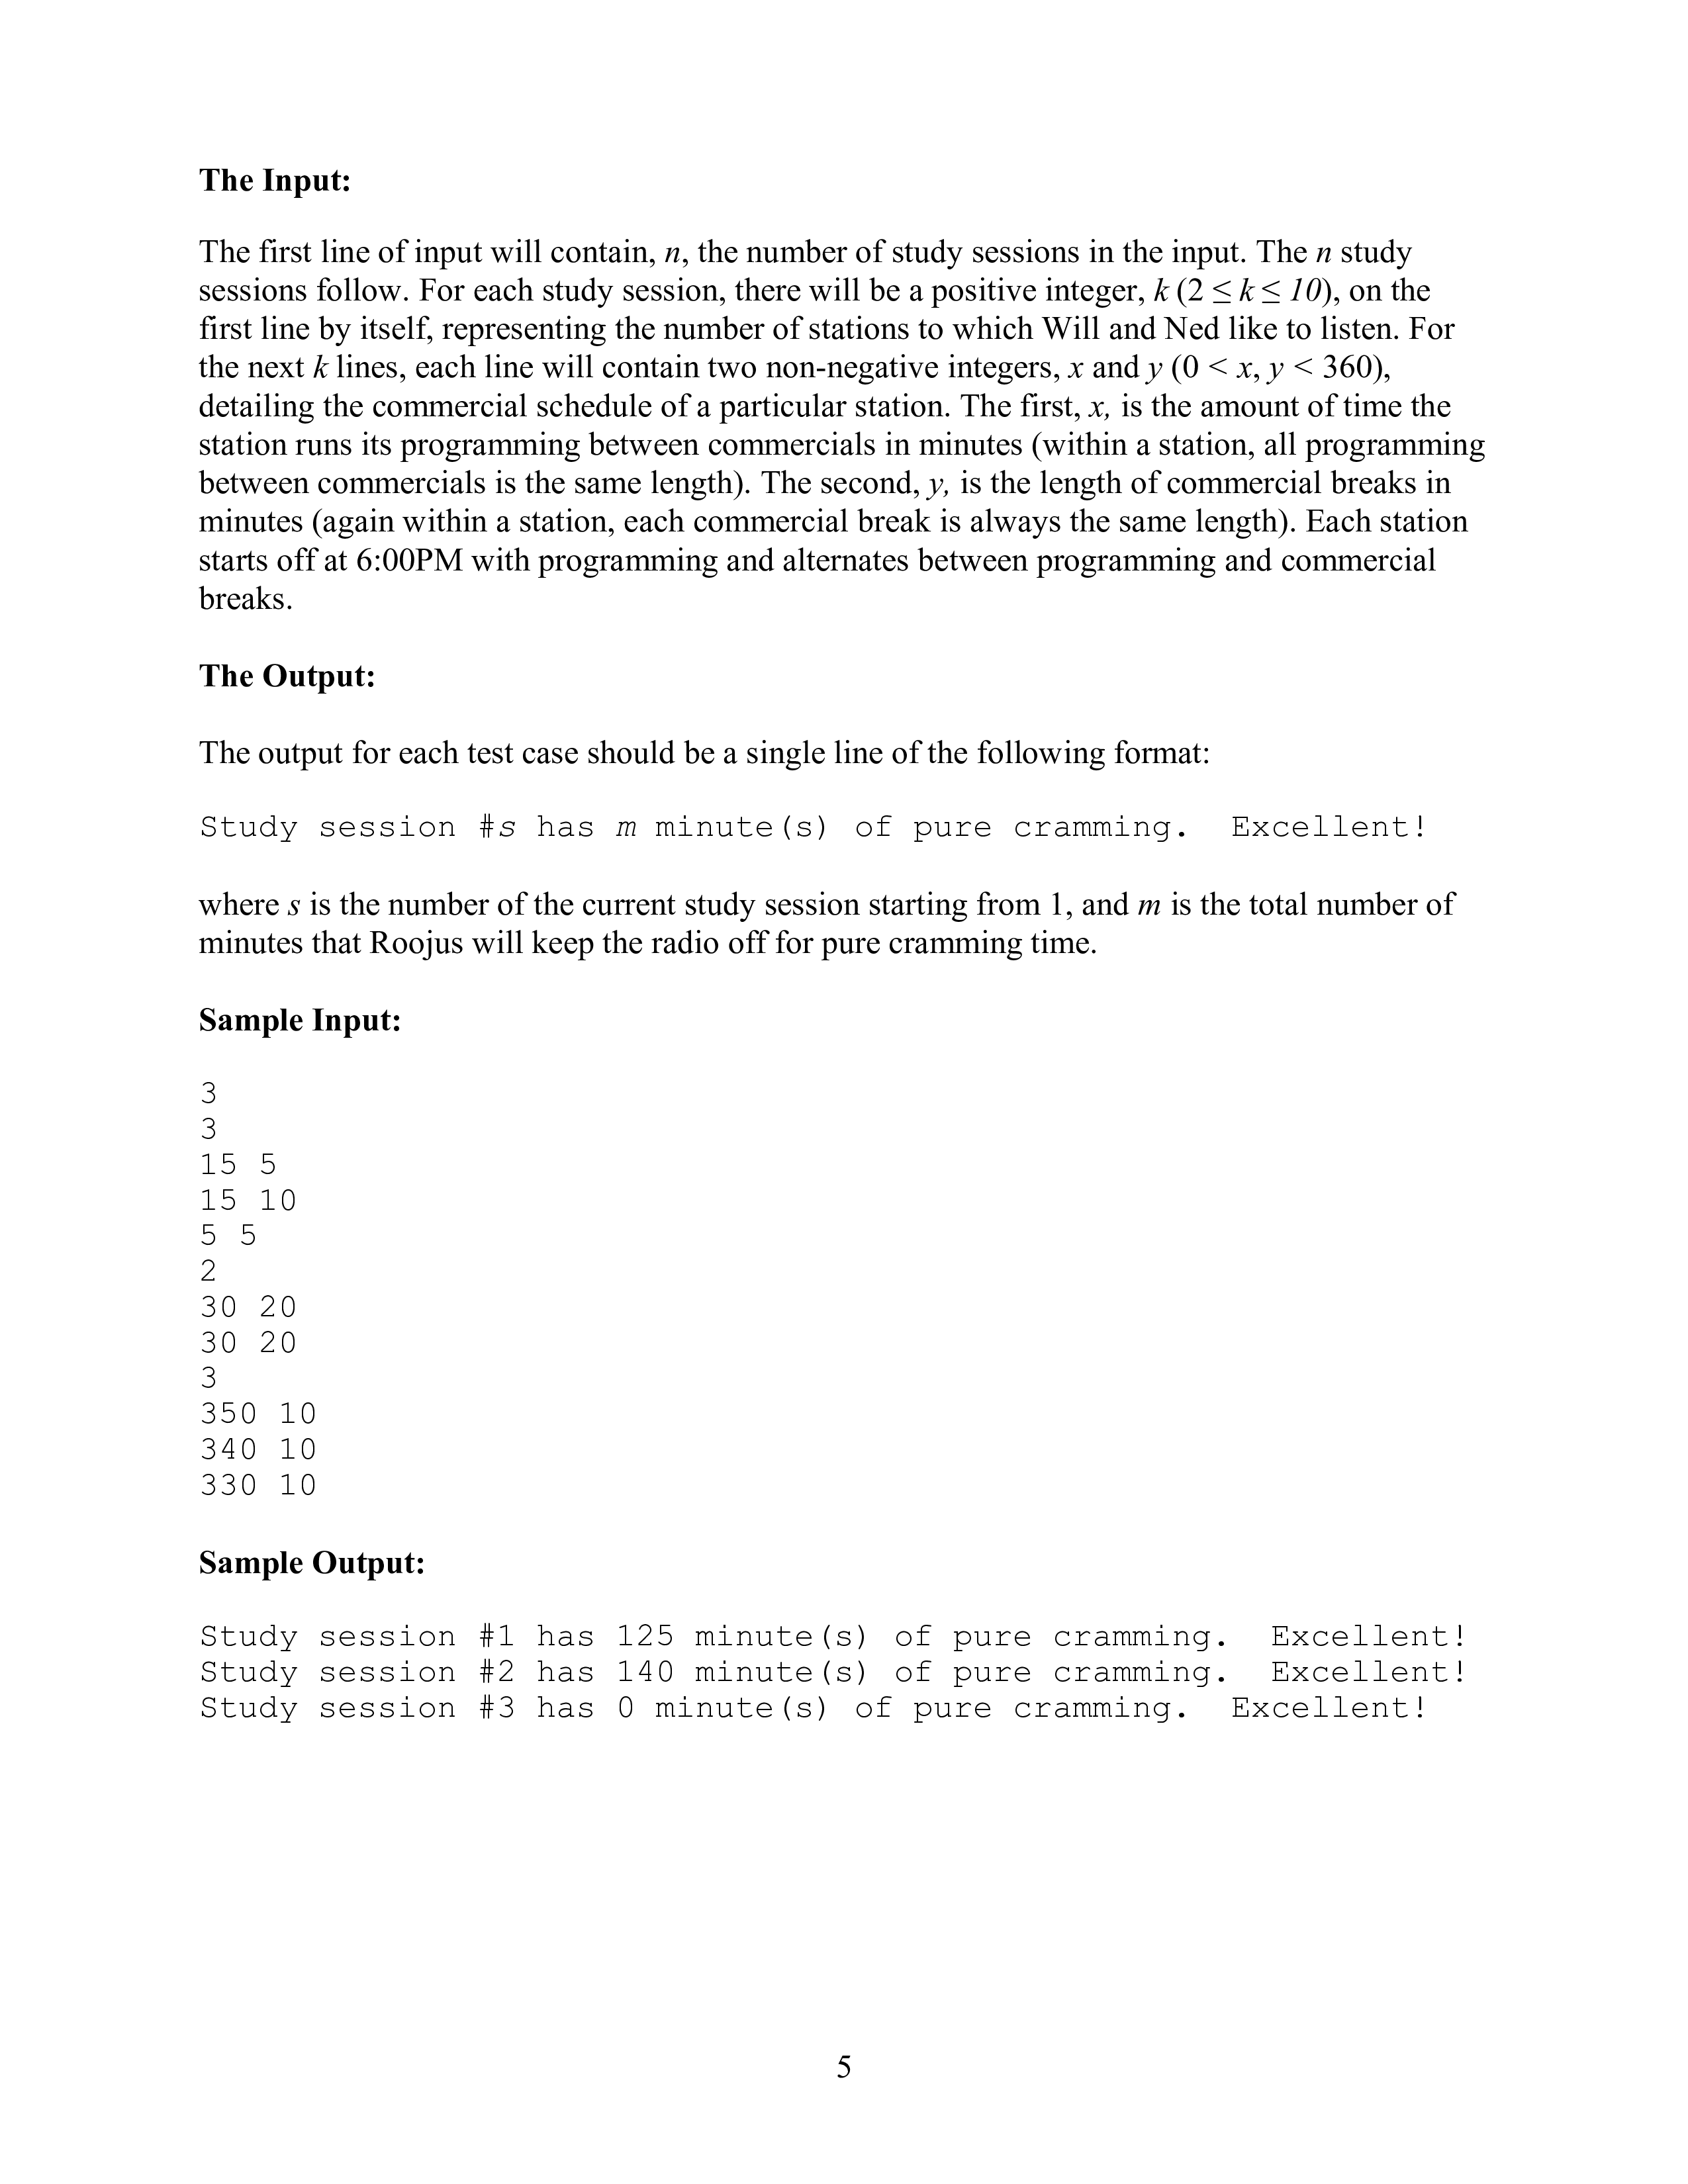 The Input:
The first line of input will contain, n, the number of study sessions in the input. The n study
sessions follow. For each study session, there will be a positive integer, k (2 ≤ k ≤ 10), on the
first line by itself, representing the number of stations to which Will and Ned like to listen. For
the next k lines, each line will contain two non-negative integers, x and y (0 < x, y < 360),
detailing the commercial schedule of a particular station. The first, x, is the amount of time the
station runs its programming between commercials in minutes (within a station, all programming
between commercials is the same length). The second, y, is the length of commercial breaks in
minutes (again within a station, each commercial break is always the same length). Each station
starts off at 6:00PM with programming and alternates between programming and commercial
breaks.
The Output:
The output for each test case should be a single line of the following format:
Study session #s has m minute(s) of pure cramming.  Excellent!
where s is the number of the current study session starting from 1, and m is the total number of
minutes that Roojus will keep the radio off for pure cramming time.
Sample Input:
3
3
15 5
15 10
5 5
2
30 20
30 20
3
350 10
340 10
330 10
Sample Output:
Study session #1 has 125 minute(s) of pure cramming.  Excellent!
Study session #2 has 140 minute(s) of pure cramming.  Excellent!
Study session #3 has 0 minute(s) of pure cramming.  Excellent!
5